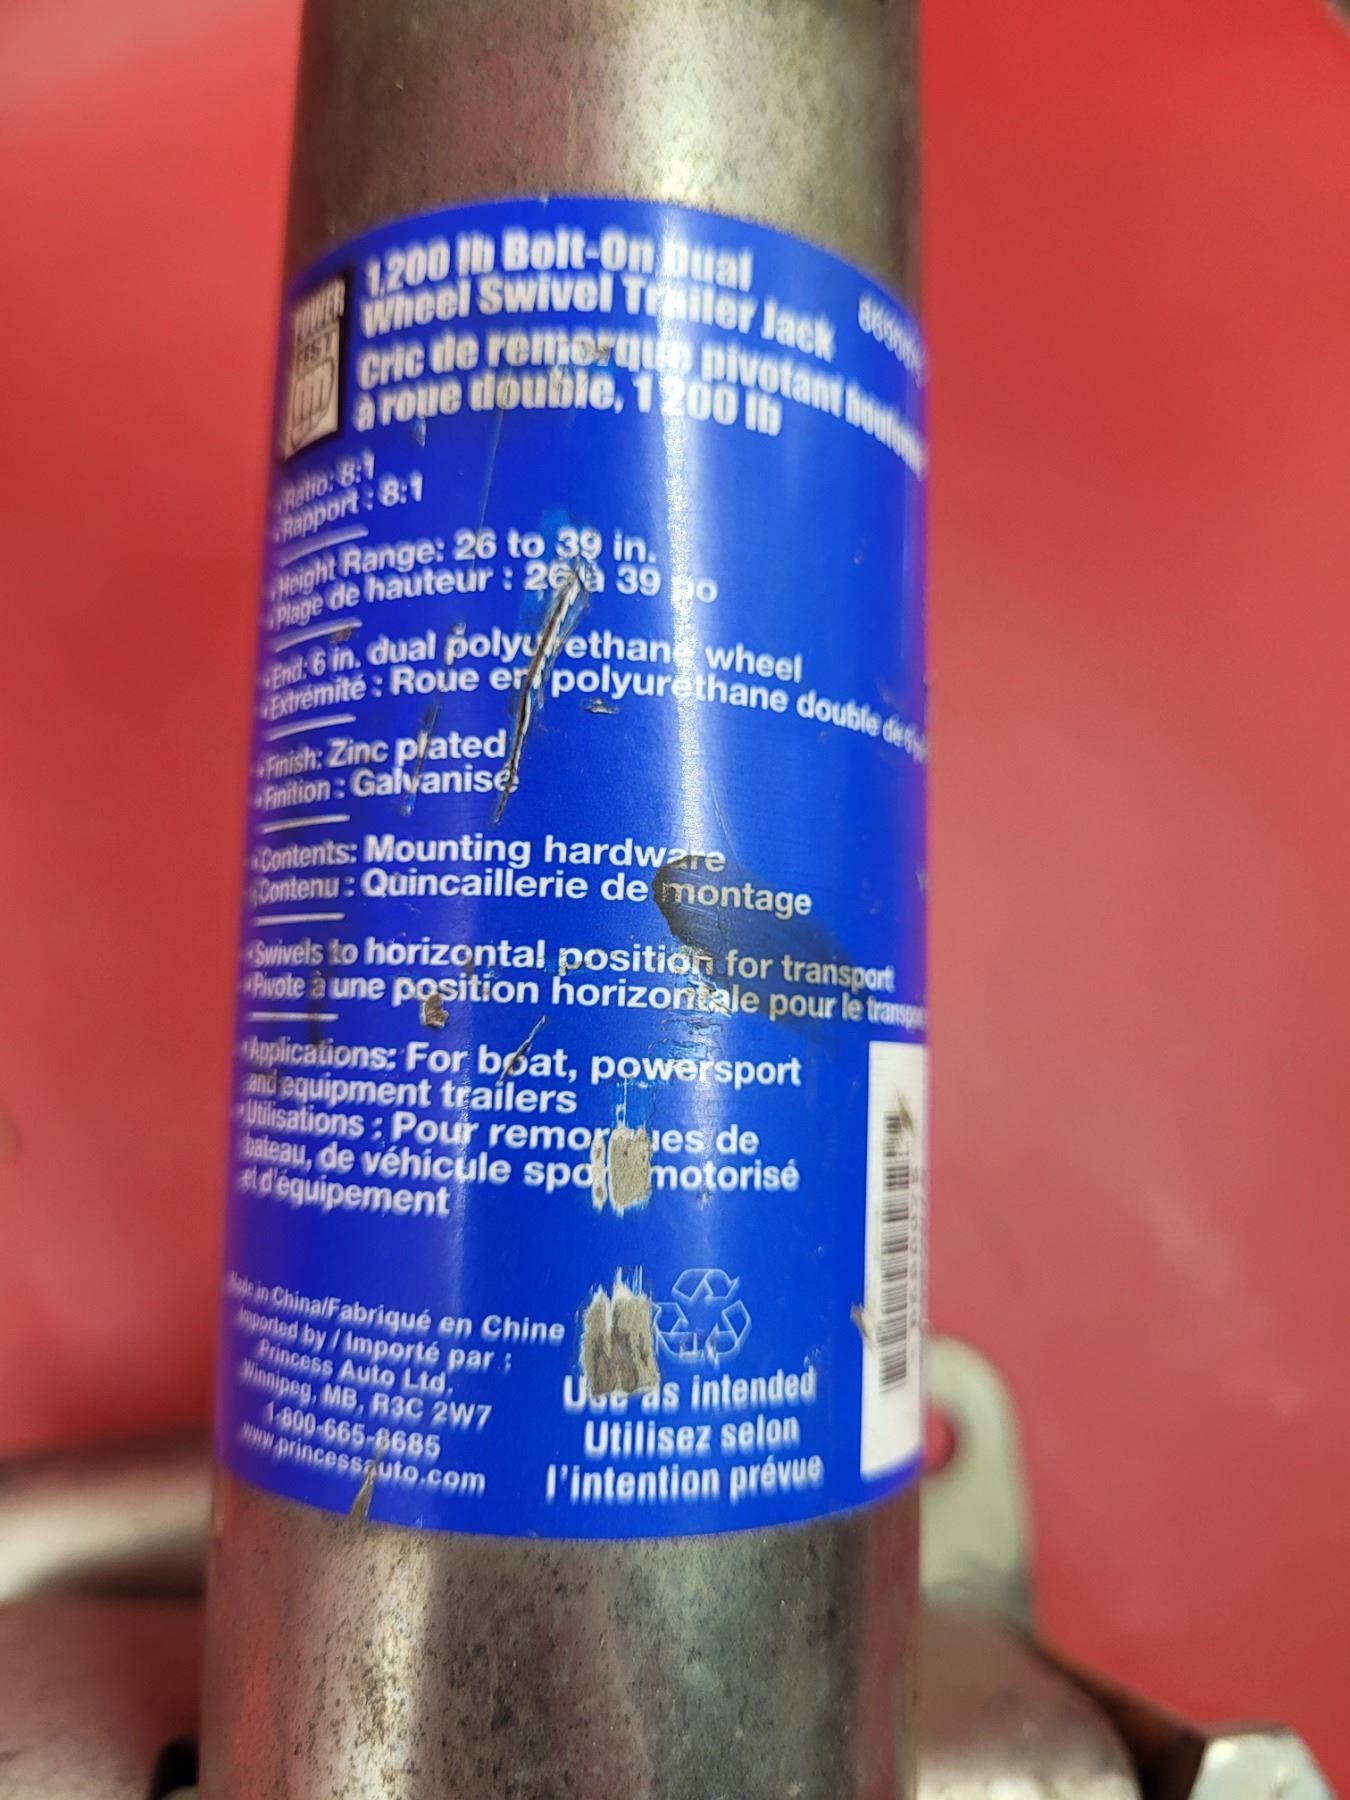 POWER
FIST
1,200 lb Bolt-On Dual
Wheel Swivel Trailer Jack
Cric de remorque pivotant
à roue double, 1 200 lb
• Ratio: 8:1
• Rapport : 8:1
• Height Range: 26 to 39 in.
• Plage de hauteur : 26 à 39 po
• End: 6 in. dual polyurethane wheel
• Extrémité : Roue en polyuréthane double de
• Finish: Zinc plated
• Finition : Galvanisé
• Contents: Mounting hardware
• Contenu : Quincaillerie de montage
• Swivels to horizontal position for transport
• Pivote à une position horizontale pour le transport
• Applications: For boat, powersport
and equipment trailers
• Utilisations : Pour remorques de
bateau, de véhicule sport motorisé
et d'équipement
Made in China/Fabriqué en Chine
Imported by / Importé par :
Princess Auto Ltd.
Winnipeg, MB, R3C 2W7
1-800-665-8685
www.princessauto.com
Use as intended
Utilisez selon
l'intention prévue